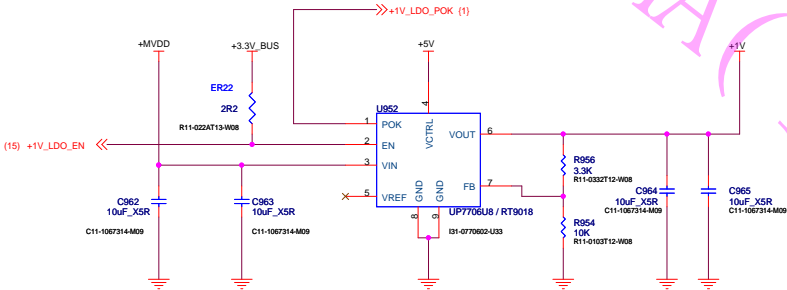 +1V_LDO_POK (1)
+MVDD
+3.3V_BUS
+5V
+1V
ER22
2R2
R11-022AT13-W08
U952
4
1
POK
VCTRL
VOUT
6
(15) +1V_LDO_EN
2
EN
3
VIN
R956
3.3K
R11-0332T12-W08
FB
7
5
VREF
GND
GND
8
9
UP7706U8 / RT9018
I31-0770602-U33
C962
10uF_X5R
C11-1067314-M09
C963
10uF_X5R
C11-1067314-M09
R954
10K
R11-0103T12-W08
C964
10uF_X5R
C11-1067314-M09
C965
10uF_X5R
C11-1067314-M09